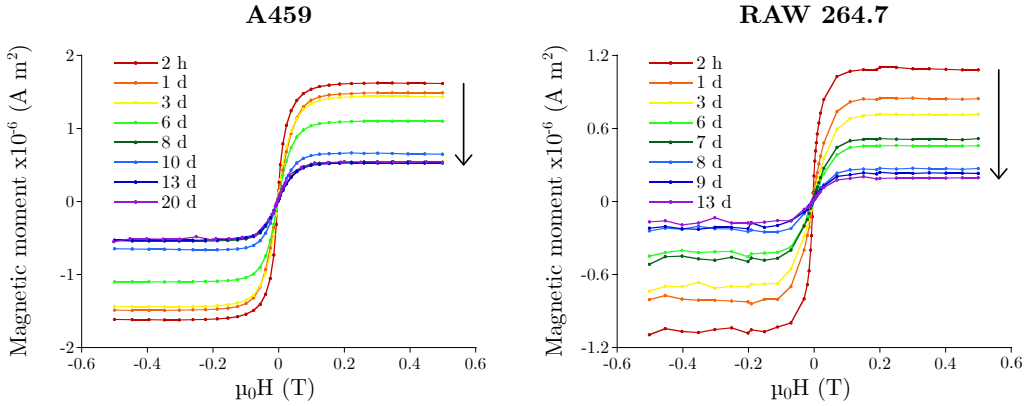 A459
Magnetic moment x10⁻⁶ (A m²)
2
1
0
-1
-2
-0.6
-0.4
-0.2
0
0.2
0.4
0.6
µ₀H (T)
2 h
1 d
3 d
6 d
8 d
10 d
13 d
20 d
RAW 264.7
Magnetic moment x10⁻⁶ (A m²)
1.2
0.6
0
-0.6
-1.2
-0.6
-0.4
-0.2
0
0.2
0.4
0.6
µ₀H (T)
2 h
1 d
3 d
6 d
7 d
8 d
9 d
13 d